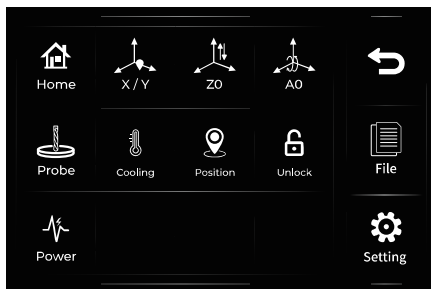 Home
X / Y
Z0
A0
Probe
Cooling
Position
Unlock
File
Power
Setting